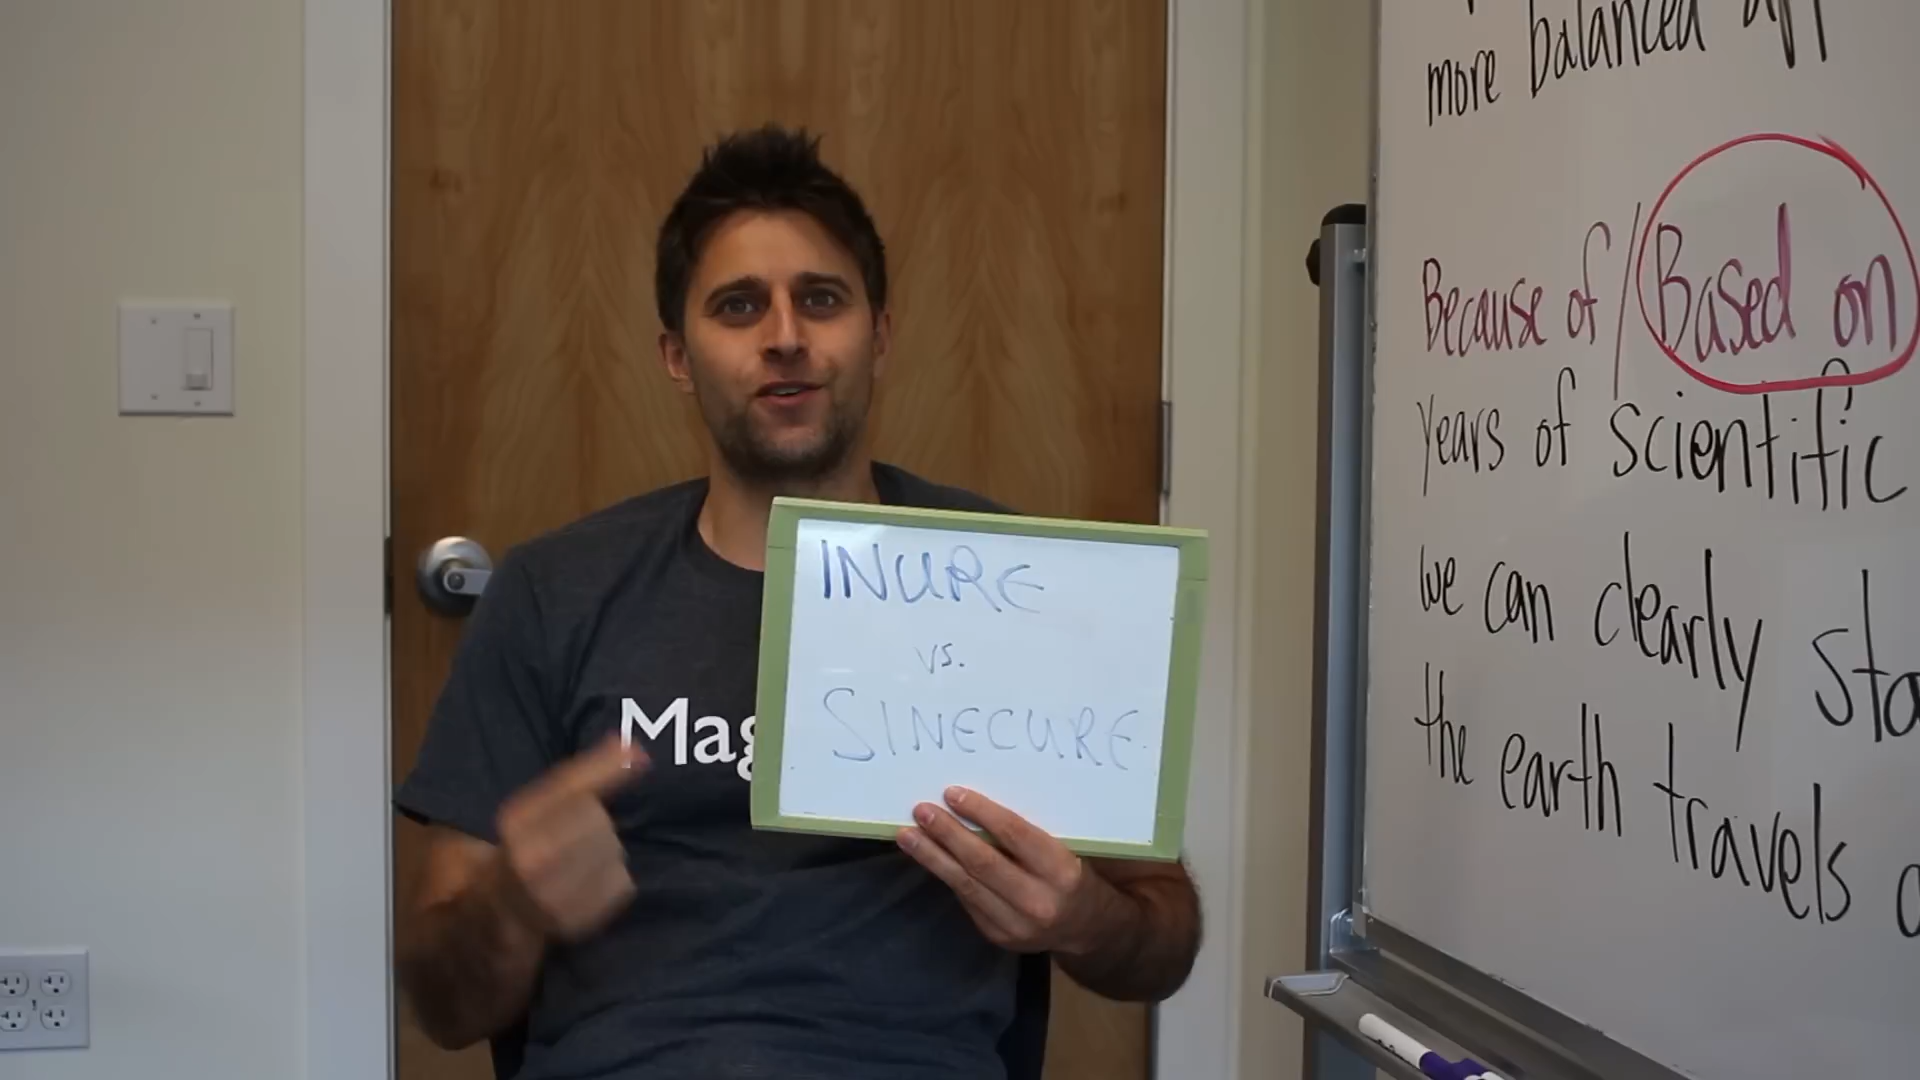 INURE
vs.
SINECURE
Mag
more balanced
Because of / Based on
years of scientific
we can clearly
the earth travels